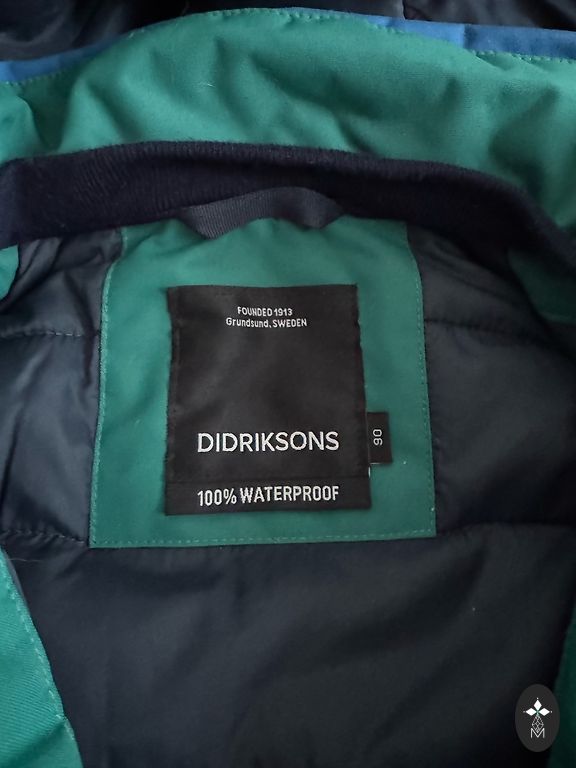 FOUNDED 1913
Grundsund, SWEDEN
DIDRIKSONS
90
100% WATERPROOF
M